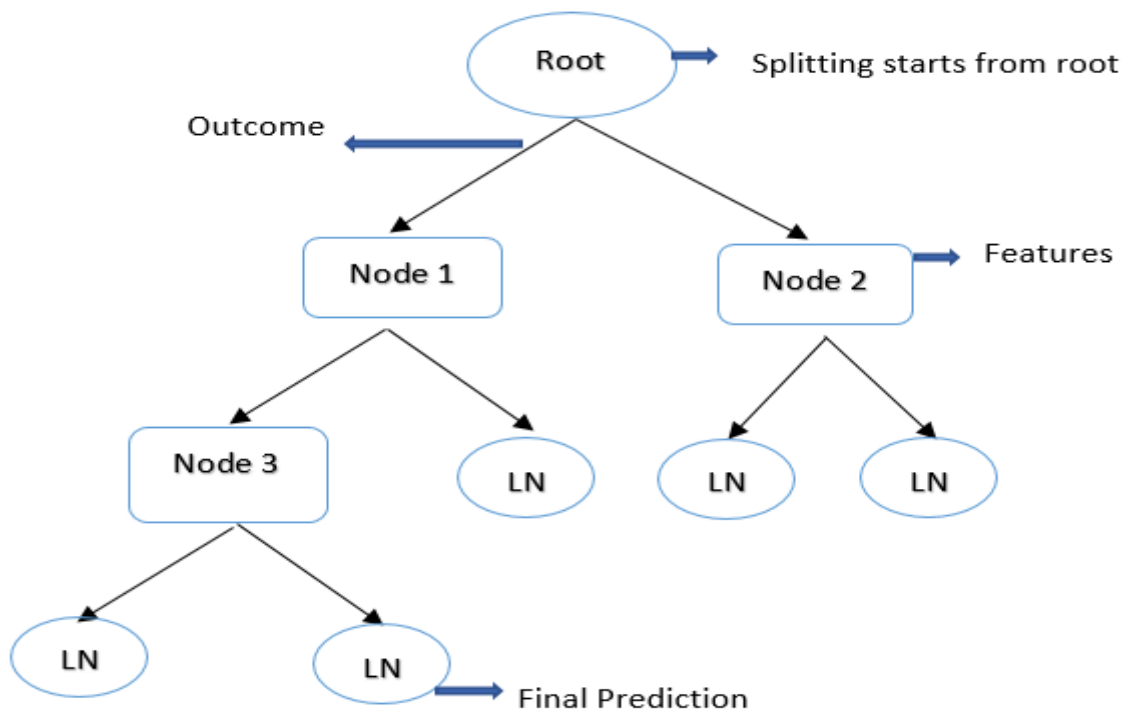 Root
Splitting starts from root
Outcome
Node 1
Node 2
Features
Node 3
LN
LN
LN
LN
LN
Final Prediction